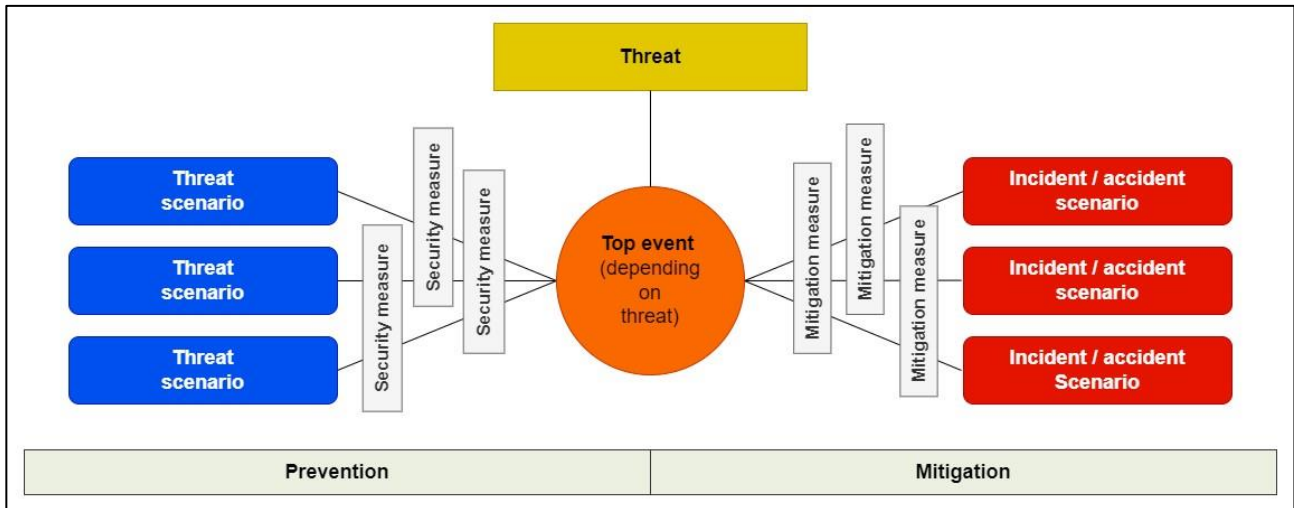 Threat
Threat
scenario
Threat
scenario
Threat
scenario
Security measure
Security measure
Security measure
Top event
(depending
on
threat)
Mitigation measure
Mitigation measure
Mitigation measure
Incident / accident
scenario
Incident / accident
scenario
Incident / accident
Scenario
Prevention
Mitigation